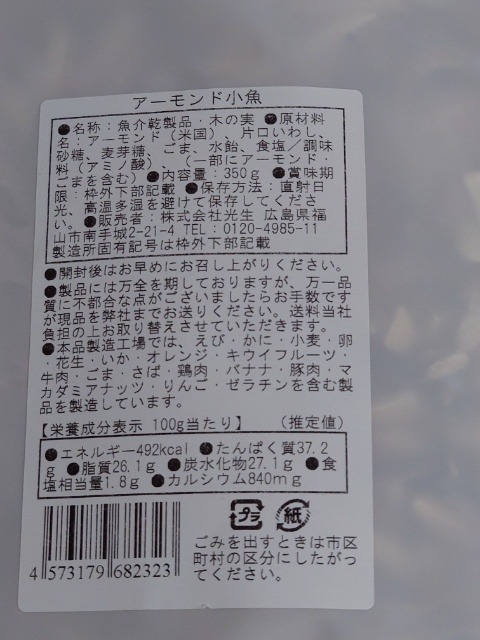 アーモンド小魚
●名称：魚介乾製品・木の実 ●原材料
名：アーモンド（米国）、片口いわし、
砂糖、麦芽糖、ごま、水飴、食塩／調味
料（アミノ酸）、（一部にアーモンド・
ごまを含む）●内容量：350ｇ ●賞味期
限：枠外下部記載 ●保存方法：直射日
光、高温多湿を避けて保存してくださ
い。●販売者：株式会社光生 広島県福
山市南手城2-21-4 TEL：0120-4985-11
製造所固有記号は枠外下部記載
●開封後はお早めにお召し上がりください。
●製品には万全を期しておりますが、万一品
質に不都合な点がございましたらお手数です
が現品を弊社までお送りください。送料当社
負担の上お取り替えさせていただきます。
●本品製造工場では、えび・かに・小麦・卵
・花生・いか・オレンジ・キウイフルーツ・
牛肉・ごま・さば・鶏肉・バナナ・豚肉・マ
カダミアナッツ・りんご・ゼラチンを含む製
品を製造しています。
【栄養成分表示 100g当たり】 （推定値）
●エネルギー492kcal ●たんぱく質37.2
g ●脂質26.1g ●炭水化物27.1g ●食
塩相当量1.8g ●カルシウム840mg
プラ 紙
ごみを出すときは市区
町村の区分にしたがっ
てください。
4 573179 682323